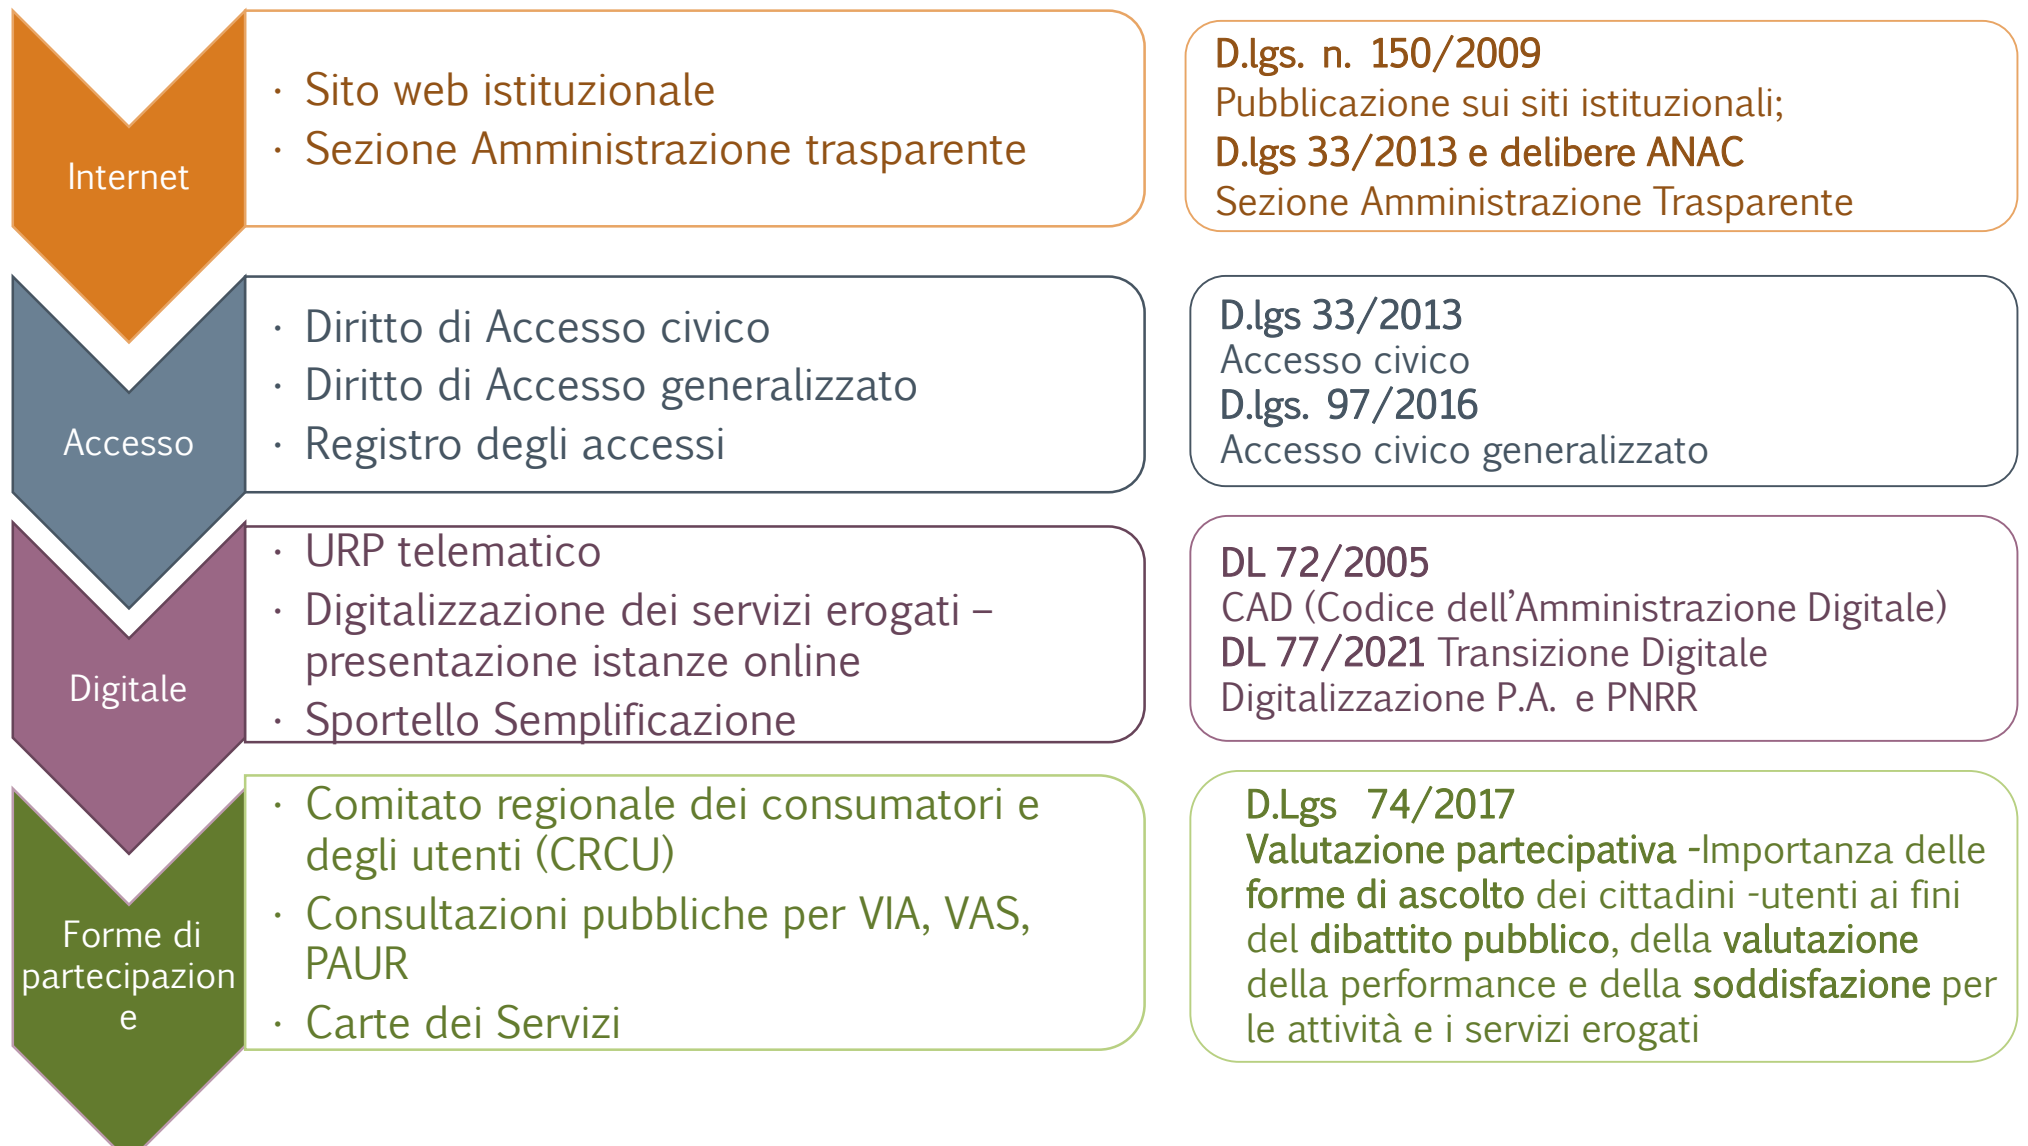 Internet
· Sito web istituzionale
· Sezione Amministrazione trasparente
D.lgs. n. 150/2009
Pubblicazione sui siti istituzionali;
D.lgs 33/2013 e delibere ANAC
Sezione Amministrazione Trasparente
Accesso
· Diritto di Accesso civico
· Diritto di Accesso generalizzato
· Registro degli accessi
D.lgs 33/2013
Accesso civico
D.lgs. 97/2016
Accesso civico generalizzato
Digitale
· URP telematico
· Digitalizzazione dei servizi erogati –
presentazione istanze online
· Sportello Semplificazione
DL 72/2005
CAD (Codice dell’Amministrazione Digitale)
DL 77/2021 Transizione Digitale
Digitalizzazione P.A. e PNRR
Forme di
partecipazion
e
· Comitato regionale dei consumatori e
degli utenti (CRCU)
· Consultazioni pubbliche per VIA, VAS,
PAUR
· Carte dei Servizi
D.Lgs 74/2017
Valutazione partecipativa -Importanza delle
forme di ascolto dei cittadini -utenti ai fini
del dibattito pubblico, della valutazione
della performance e della soddisfazione per
le attività e i servizi erogati